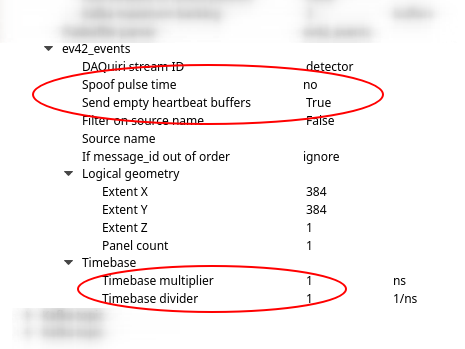 ev42_events
DAQuiri stream ID detector
Spoof pulse time no
Send empty heartbeat buffers True
Filter on source name False
Source name
If message_id out of order ignore
Logical geometry
Extent X 384
Extent Y 384
Extent Z 1
Panel count 1
Timebase
Timebase multiplier 1 ns
Timebase divider 1 1/ns